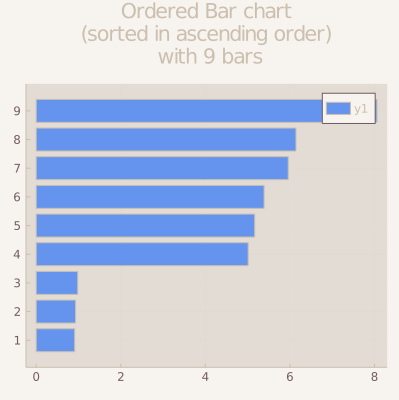 Ordered Bar chart
(sorted in ascending order)
with 9 bars
y1
9
8
7
6
5
4
3
2
1
0 2 4 6 8